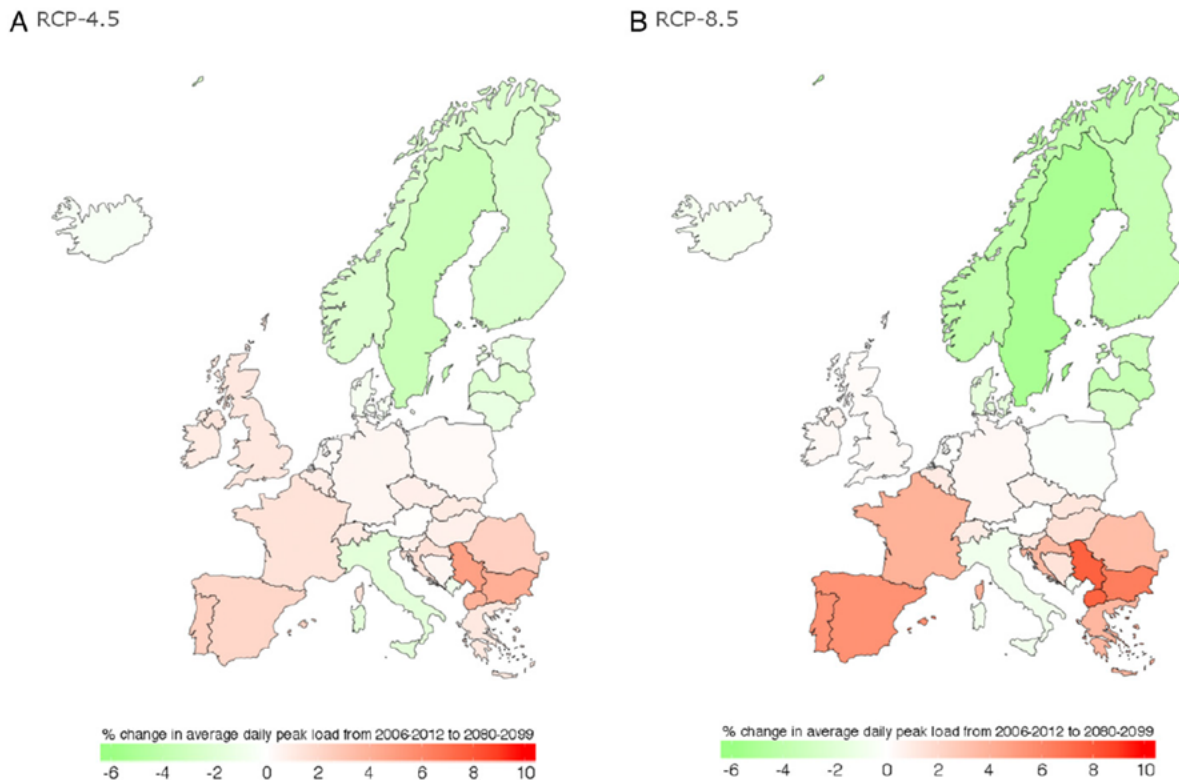 A RCP-4.5
B RCP-8.5
% change in average daily peak load from 2006-2012 to 2080-2099
-6 -4 -2 0 2 4 6 8 10
% change in average daily peak load from 2006-2012 to 2080-2099
-6 -4 -2 0 2 4 6 8 10